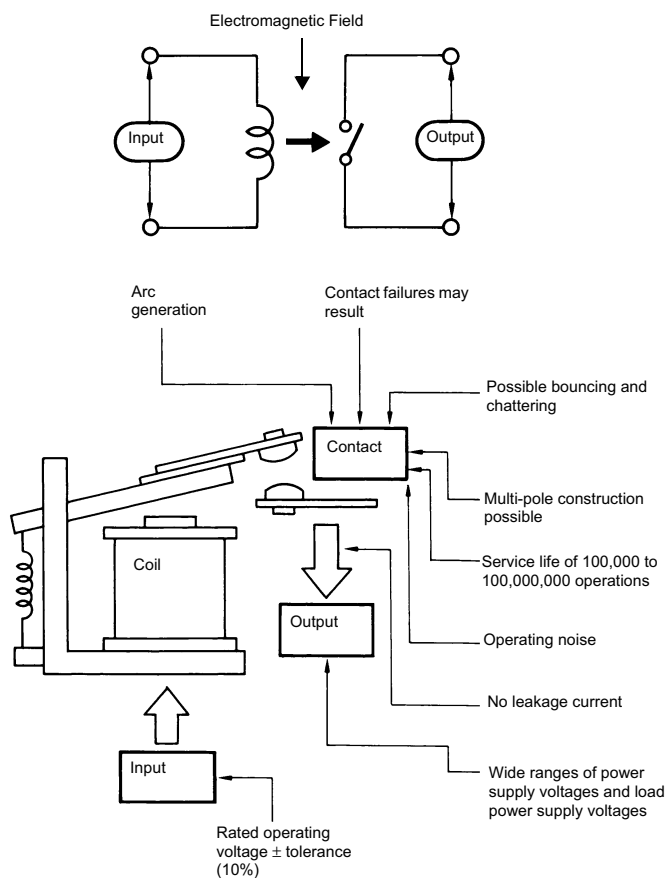 Electromagnetic Field
Input
Output
Arc
generation
Contact failures may
result
Possible bouncing and
chattering
Contact
Multi-pole construction
possible
Coil
Service life of 100,000 to
100,000,000 operations
Output
Operating noise
No leakage current
Input
Wide ranges of power
supply voltages and load
power supply voltages
Rated operating
voltage ± tolerance
(10%)